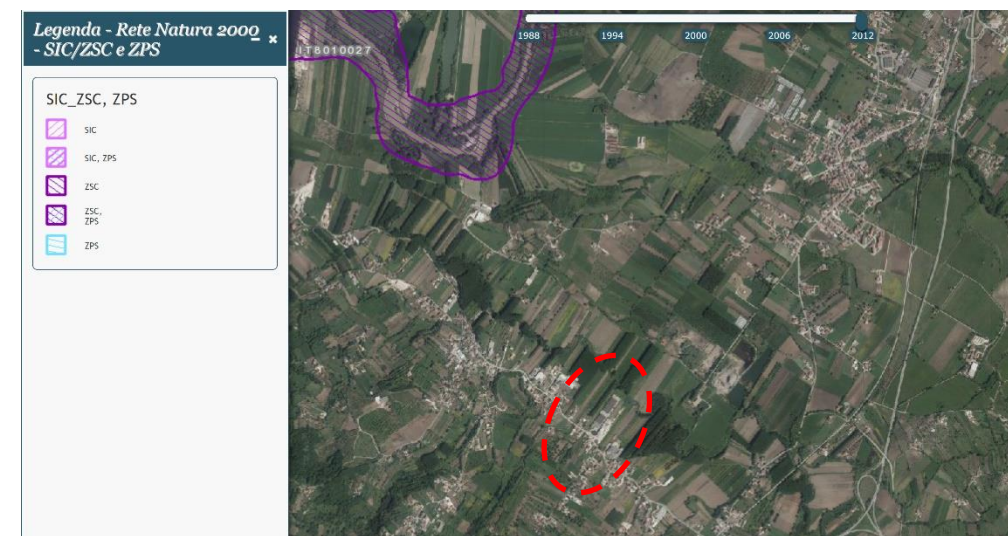 Legenda - Rete Natura 2000
- SIC/ZSC e ZPS
SIC_ZSC, ZPS
SIC
SIC, ZPS
ZSC
ZSC,
ZPS
ZPS
IT8010027
1988 1994 2000 2006 2012